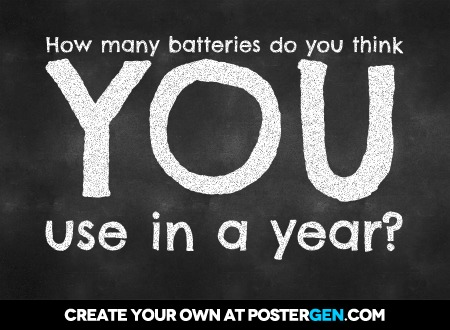 How many batteries do you think
YOU
use in a year?
CREATE YOUR OWN AT POSTERGEN.COM